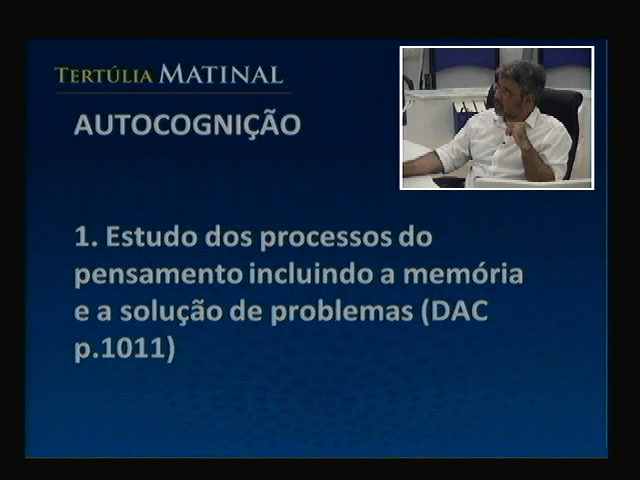 TERTÚLIA MATINAL
AUTOCOGNIÇÃO
1. Estudo dos processos do
pensamento incluindo a memória
e a solução de problemas (DAC
p.1011)